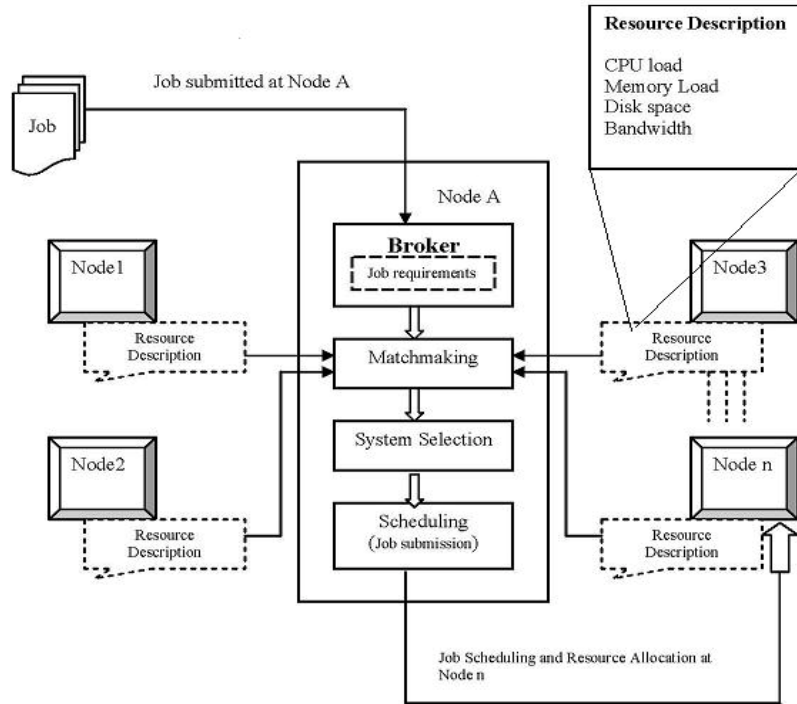 Resource Description
CPU load
Memory Load
Disk space
Bandwidth
Job submitted at Node A
Job
Node A
Broker
Job requirements
Node1
Resource
Description
Matchmaking
Node3
Resource
Description
System Selection
Node2
Resource
Description
Scheduling
(Job submission)
Node n
Resource
Description
Job Scheduling and Resource Allocation at
Node n